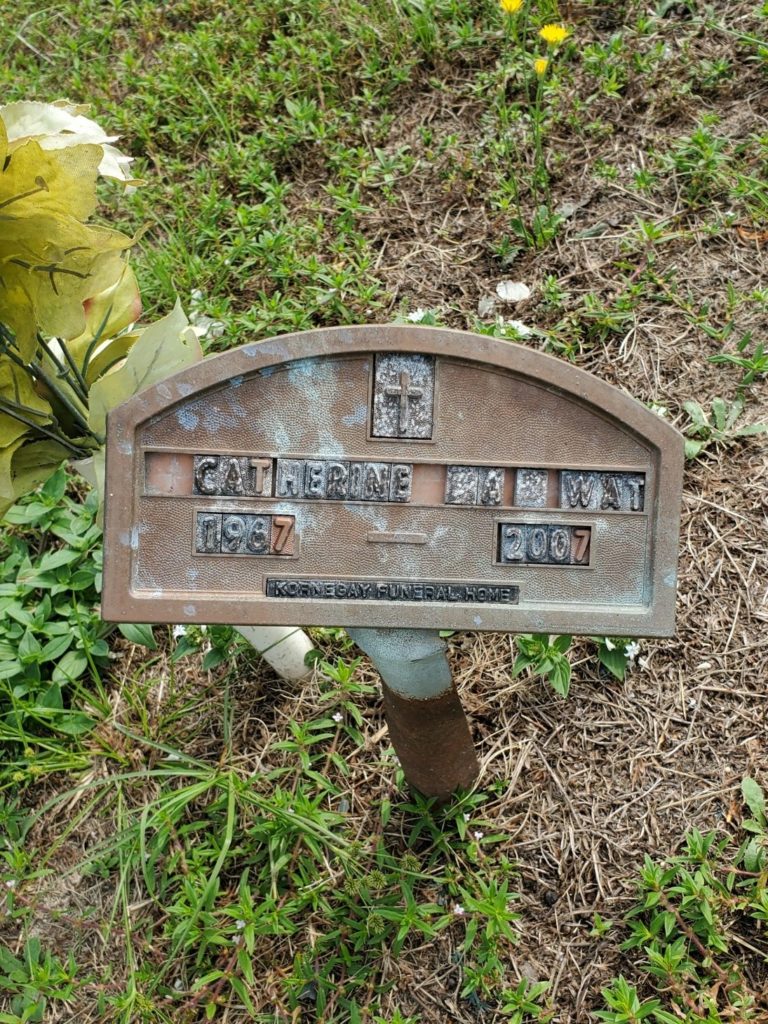 CATHERINE WAT
1967 — 2007
KORNEGAY FUNERAL HOME